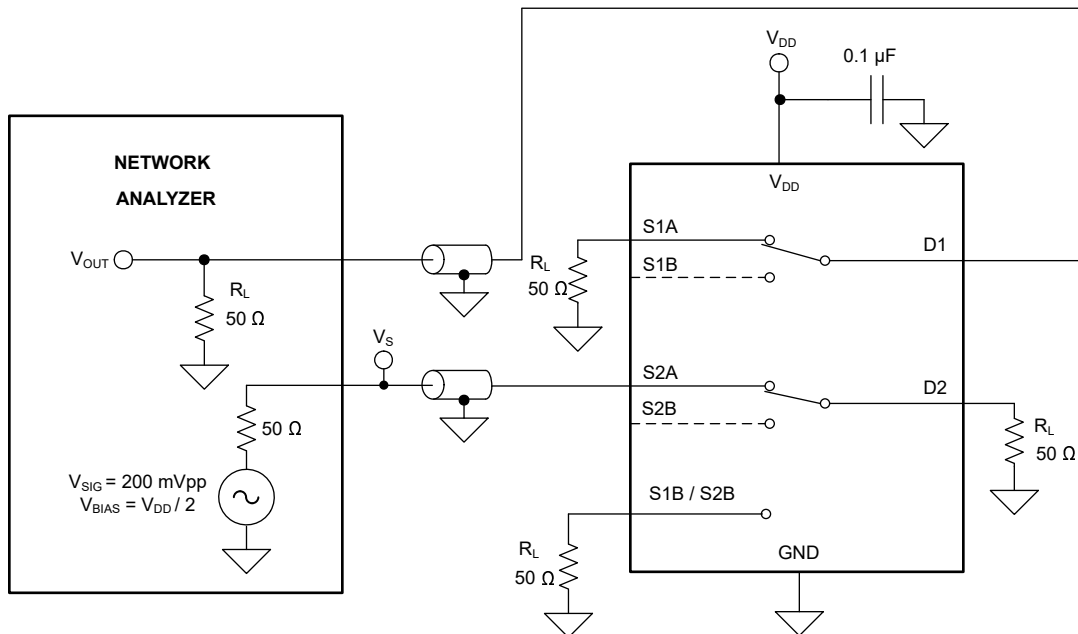 NETWORK
ANALYZER
V_OUT
R_L
50 Ω
V_S
50 Ω
V_SIG = 200 mVpp
V_BIAS = V_DD / 2
V_DD
0.1 µF
V_DD
S1A
S1B
D1
R_L
50 Ω
S2A
S2B
D2
R_L
50 Ω
S1B / S2B
R_L
50 Ω
GND